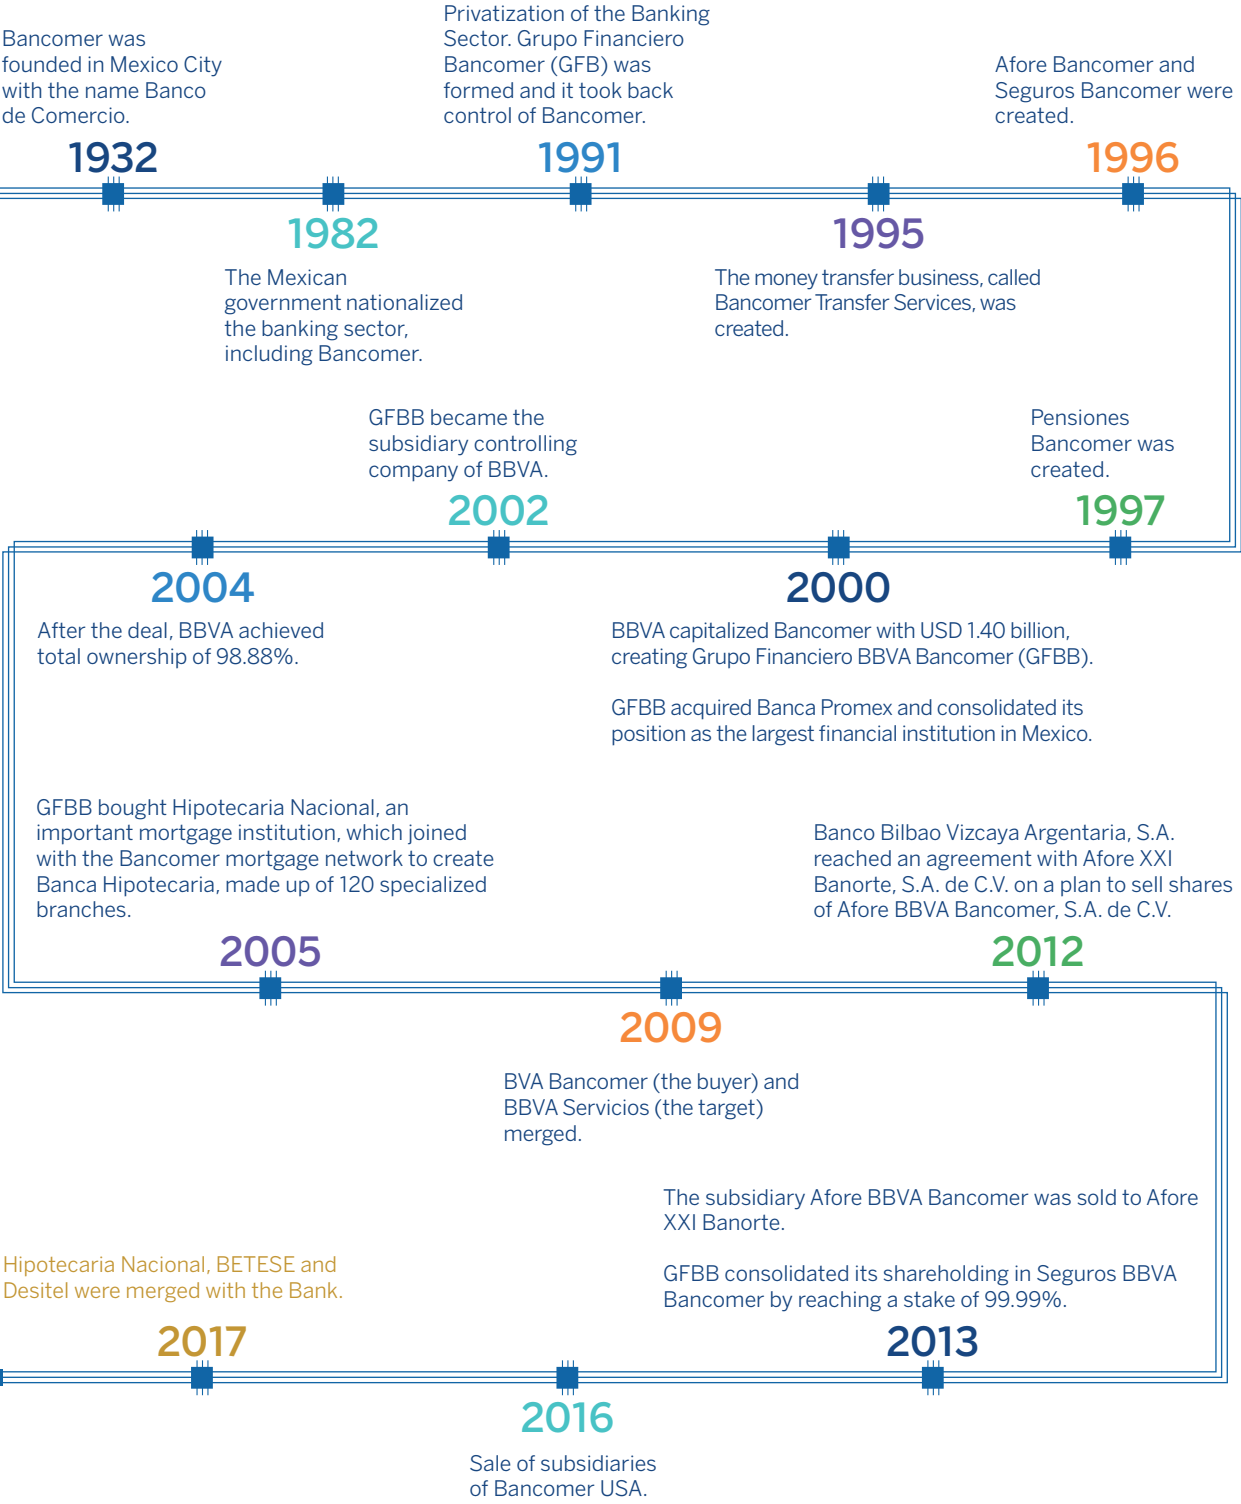 Bancomer was
founded in Mexico City
with the name Banco
de Comercio.
1932
1982
The Mexican
government nationalized
the banking sector,
including Bancomer.
Privatization of the Banking
Sector. Grupo Financiero
Bancomer (GFB) was
formed and it took back
control of Bancomer.
1991
1995
The money transfer business, called
Bancomer Transfer Services, was
created.
Afore Bancomer and
Seguros Bancomer were
created.
1996
Pensiones
Bancomer was
created.
1997
2000
BBVA capitalized Bancomer with USD 1.40 billion,
creating Grupo Financiero BBVA Bancomer (GFBB).
GFBB acquired Banca Promex and consolidated its
position as the largest financial institution in Mexico.
GFBB became the
subsidiary controlling
company of BBVA.
2002
2004
After the deal, BBVA achieved
total ownership of 98.88%.
GFBB bought Hipotecaria Nacional, an
important mortgage institution, which joined
with the Bancomer mortgage network to create
Banca Hipotecaria, made up of 120 specialized
branches.
2005
2009
BVA Bancomer (the buyer) and
BBVA Servicios (the target)
merged.
Banco Bilbao Vizcaya Argentaria, S.A.
reached an agreement with Afore XXI
Banorte, S.A. de C.V. on a plan to sell shares
of Afore BBVA Bancomer, S.A. de C.V.
2012
The subsidiary Afore BBVA Bancomer was sold to Afore
XXI Banorte.
GFBB consolidated its shareholding in Seguros BBVA
Bancomer by reaching a stake of 99.99%.
2013
2016
Sale of subsidiaries
of Bancomer USA.
Hipotecaria Nacional, BETESE and
Desitel were merged with the Bank.
2017